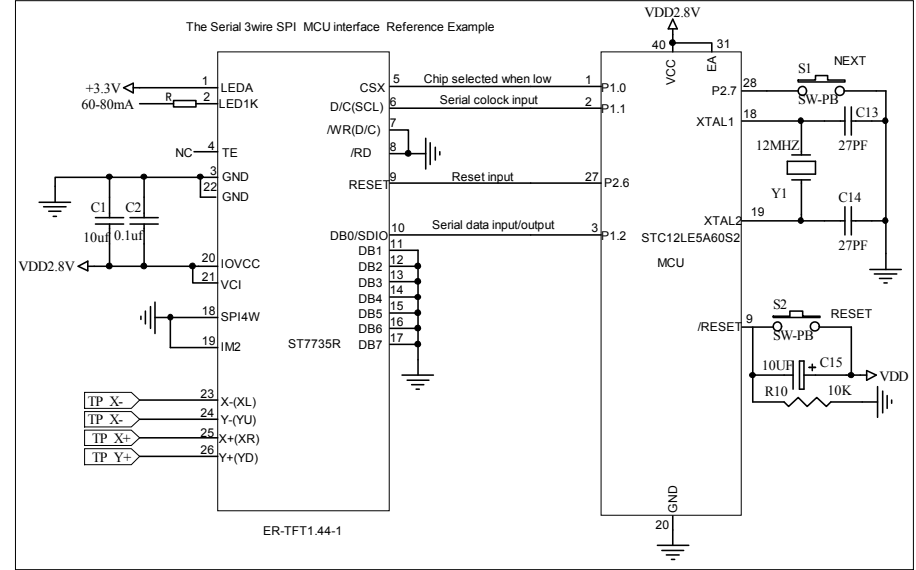 The Serial 3wire SPI MCU interface Reference Example
VDD2.8V
+3.3V 1 LEDA
60-80mA R 2 LED1K
NC 4 TE
3 GND
22 GND
C1 C2
10uf 0.1uf
VDD2.8V 20 IOVCC
21 VCI
18 SPI4W
19 IM2
ST7735R
TP X- 23 X-(XL)
TP X- 24 Y-(YU)
TP X+ 25 X+(XR)
TP Y+ 26 Y+(YD)
ER-TFT1.44-1
CSX 5 Chip selected when low 1 P1.0
D/C(SCL) 6 Serial colock input 2 P1.1
/WR(D/C) 7
/RD 8
RESET 9 Reset input 27 P2.6
DB0/SDIO 10 Serial data input/output 3 P1.2
DB1 11
DB2 12
DB3 13
DB4 14
DB5 15
DB6 16
DB7 17
40 VCC
31 EA
P2.7 28 S1 NEXT
SW-PB
XTAL1 18 C13
27PF
12MHZ
Y1
XTAL2 19 C14
27PF
STC12LE5A60S2
MCU
/RESET 9 S2 RESET
SW-PB
10UF + C15
VDD
R10 10K
GND
20